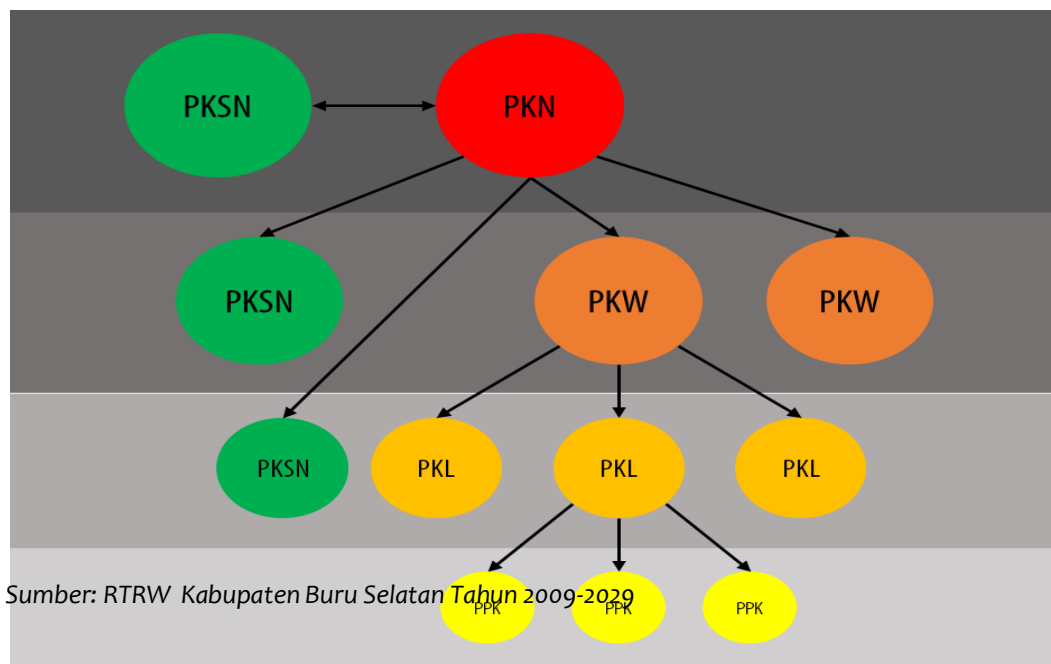 PKSN
PKN
PKSN
PKW
PKW
PKSN
PKL
PKL
PKL
Sumber: RTRW Kabupaten Buru Selatan Tahun 2009-2029
PPK
PPK
PPK